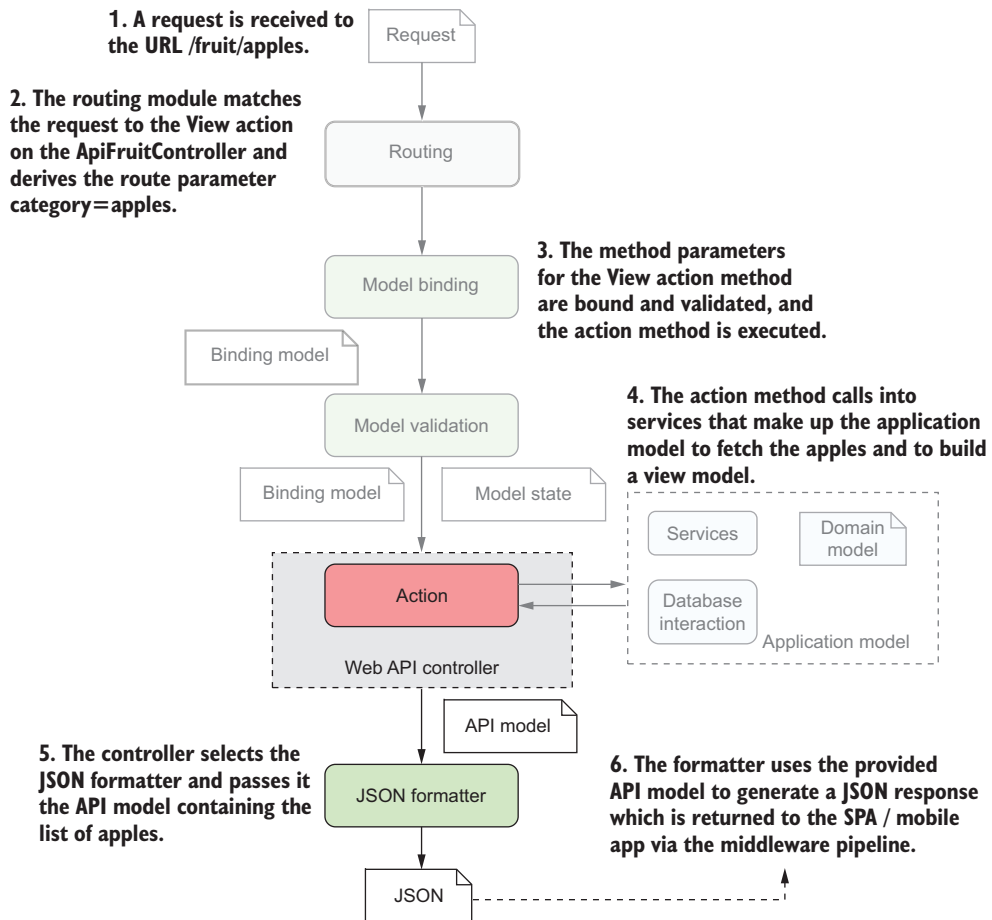 1. A request is received to
the URL /fruit/apples.
Request
2. The routing module matches
the request to the View action
on the ApiFruitController and
derives the route parameter
category=apples.
Routing
Model binding
3. The method parameters
for the View action method
are bound and validated, and
the action method is executed.
Binding model
Model validation
4. The action method calls into
services that make up the application
model to fetch the apples and to build
a view model.
Binding model
Model state
Services
Domain
model
Action
Database
interaction
Application model
Web API controller
API model
5. The controller selects the
JSON formatter and passes it
the API model containing the
list of apples.
JSON formatter
6. The formatter uses the provided
API model to generate a JSON response
which is returned to the SPA / mobile
app via the middleware pipeline.
JSON